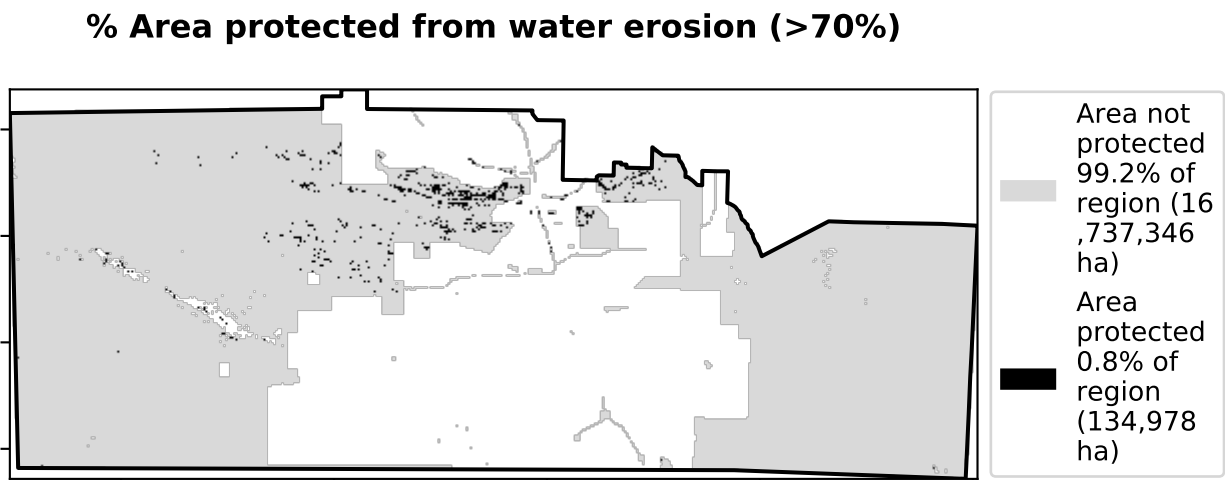 % Area protected from water erosion (>70%)
Area not
protected
99.2% of
region (16
,737,346
ha)
Area
protected
0.8% of
region
(134,978
ha)